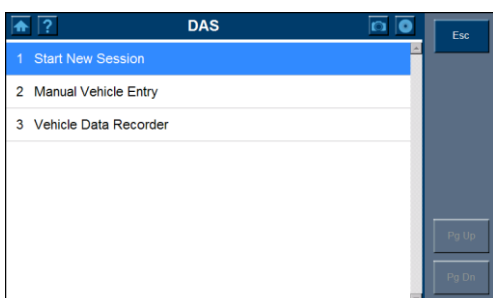 ?
DAS
Esc
1 Start New Session
2 Manual Vehicle Entry
3 Vehicle Data Recorder
Pg Up
Pg Dn